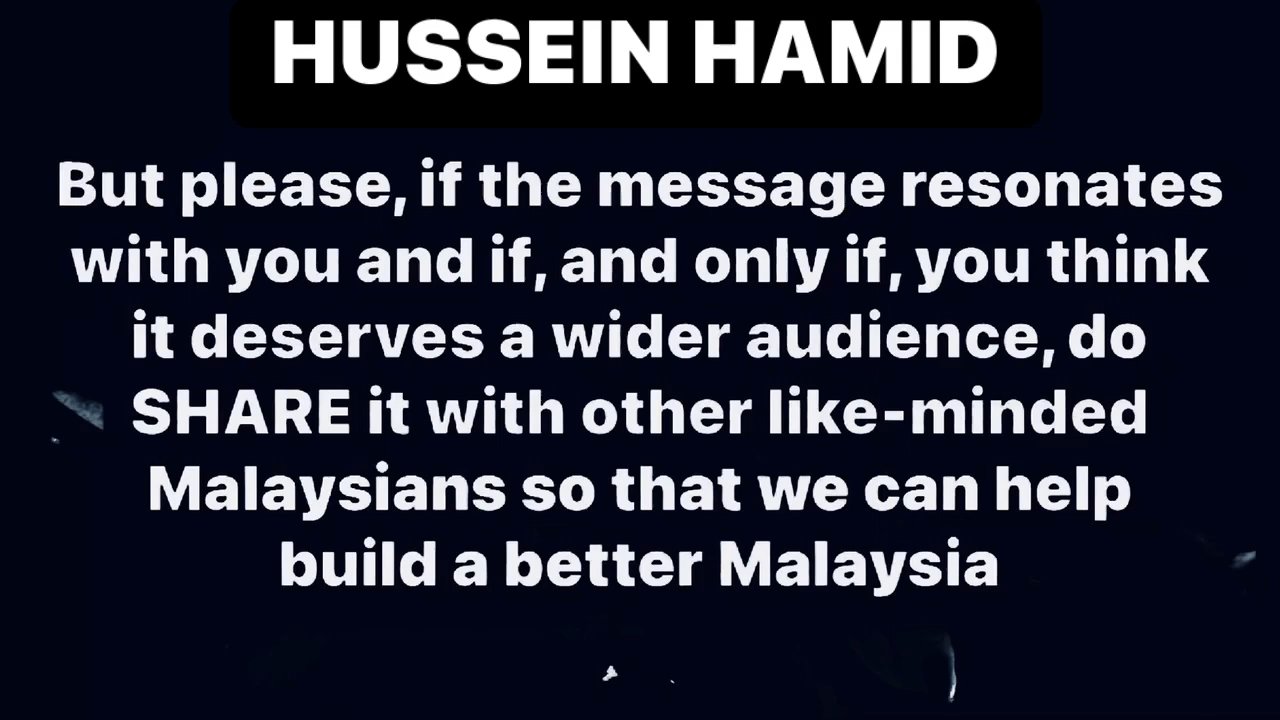 HUSSEIN HAMID
But please, if the message resonates
with you and if, and only if, you think
it deserves a wider audience, do
SHARE it with other like-minded
Malaysians so that we can help
build a better Malaysia